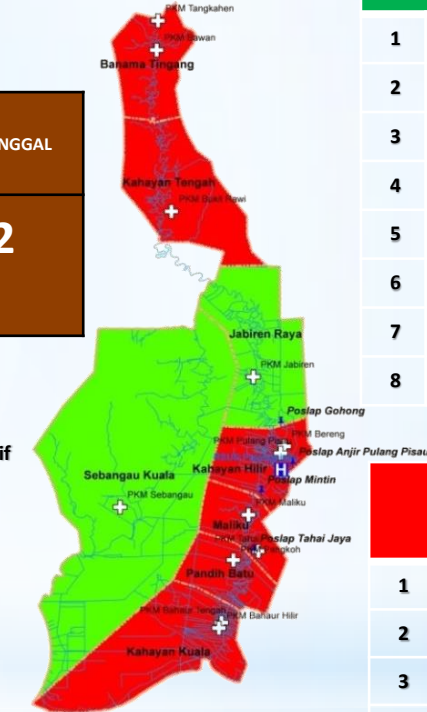 PKM Tangkahen
PKM Bawan
Banama Tingang
NGGAL
2
Kahayan Tengah
PKM Bukit Rawi
Jabiren Raya
PKM Jabiren
Poslap Gohong
PKM Bereng
PKM Pulang Pisau
Poslap Anjir Pulang Pisau
Kahayan Hilir
H
Poslap Mintin
if
Sebangau Kuala
PKM Sebangau
PKM Maliku
Maliku
Poslap Tahai Jaya
Pandih Batu
PKM Bahaur Tengah
PKM Bahaur Hilir
Kahayan Kuala
1
2
3
4
5
6
7
8
1
2
3